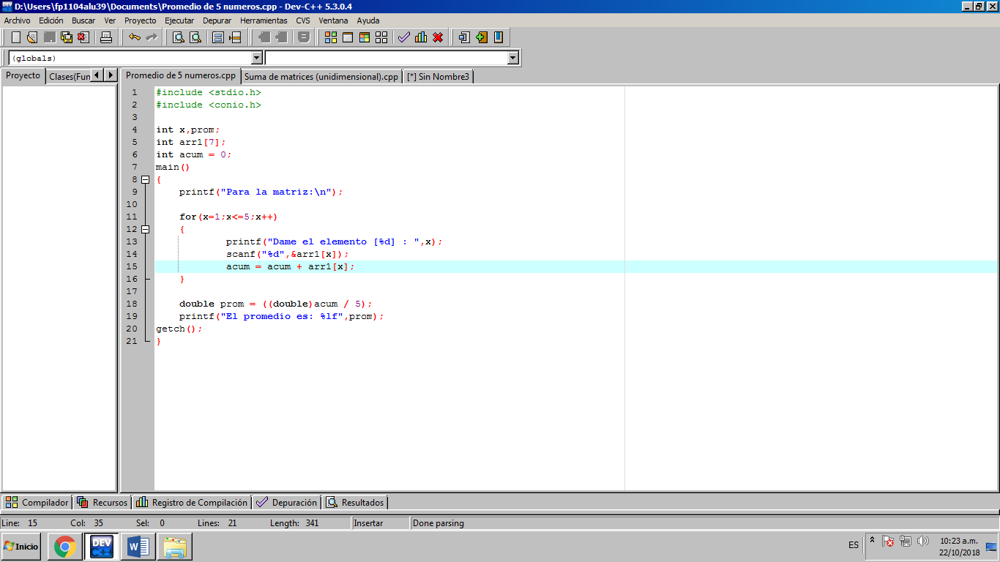 D:\Users\fp1104alu39\Documents\Promedio de 5 numeros.cpp - Dev-C++ 5.3.0.4
Archivo Edición Buscar Ver Proyecto Ejecutar Depurar Herramientas CVS Ventana Ayuda
(globals)
Proyecto Clases(Fun Promedio de 5 numeros.cpp Suma de matrices (unidimensional).cpp [*] Sin Nombre3
1 #include <stdio.h>
2 #include <conio.h>
3
4 int x,prom;
5 int arr1[7];
6 int acum = 0;
7 main()
8 {
9 printf("Para la matriz:\n");
10
11 for(x=1;x<=5;x++)
12 {
13 printf("Dame el elemento [%d] : ",x);
14 scanf("%d",&arr1[x]);
15 acum = acum + arr1[x];
16 }
17
18 double prom = ((double)acum / 5);
19 printf("El promedio es: %lf",prom);
20 getch();
21 }
Compilador Recursos Registro de Compilación Depuración Resultados
Line: 15 Col: 35 Sel: 0 Lines: 21 Length: 341 Insertar Done parsing
Inicio DEV C++ W ES 10:23 a.m.
22/10/2018